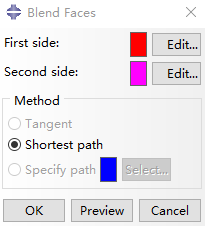 Blend Faces
First side: Edit...
Second side: Edit...
Method
Tangent
Shortest path
Specify path Select...
OK Preview Cancel